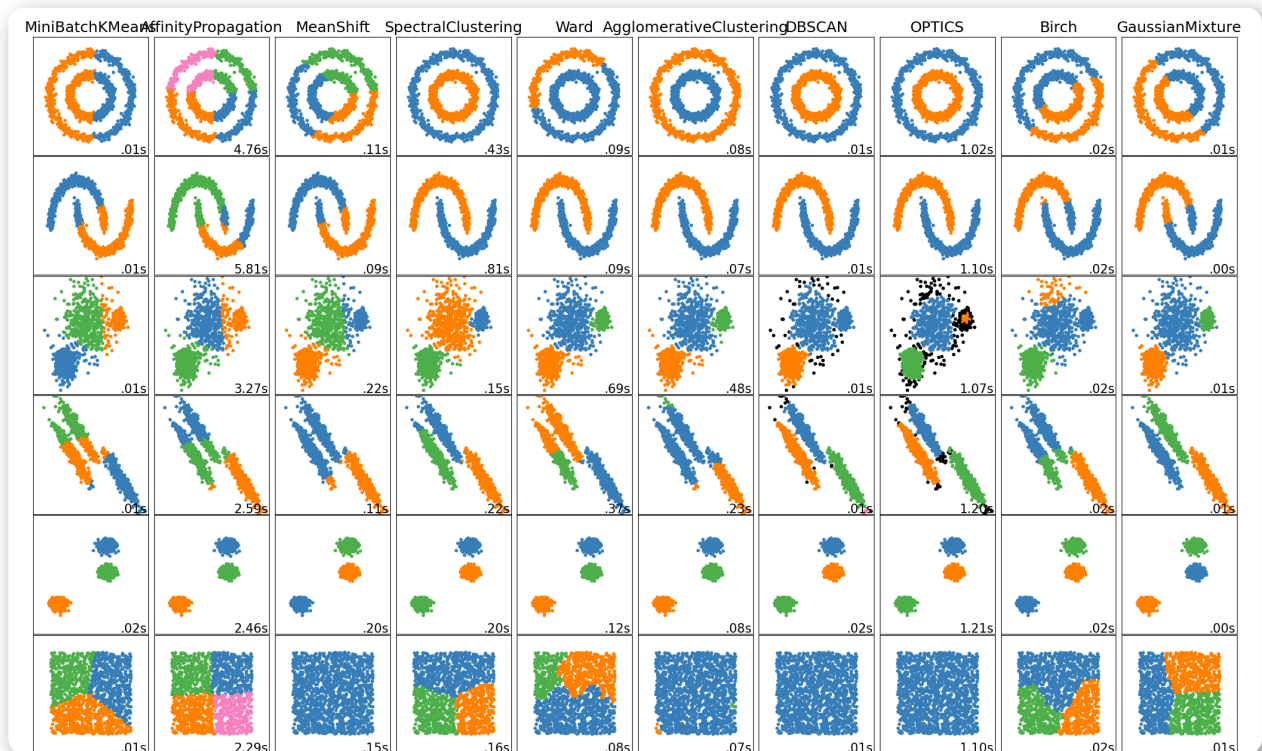 MiniBatchKMeans AffinityPropagation MeanShift SpectralClustering Ward AgglomerativeClustering DBSCAN OPTICS Birch GaussianMixture
.01s 4.76s .11s .43s .09s .08s .01s 1.02s .02s .01s
.01s 5.81s .09s .81s .09s .07s .01s 1.10s .02s .00s
.01s 3.27s .22s .15s .69s .48s .01s 1.07s .02s .01s
.01s 2.59s .11s .22s .37s .23s .01s 1.20s .02s .01s
.02s 2.46s .20s .20s .12s .08s .02s 1.21s .02s .00s
.01s 2.29s .15s .16s .08s .07s .01s 1.10s .02s .01s